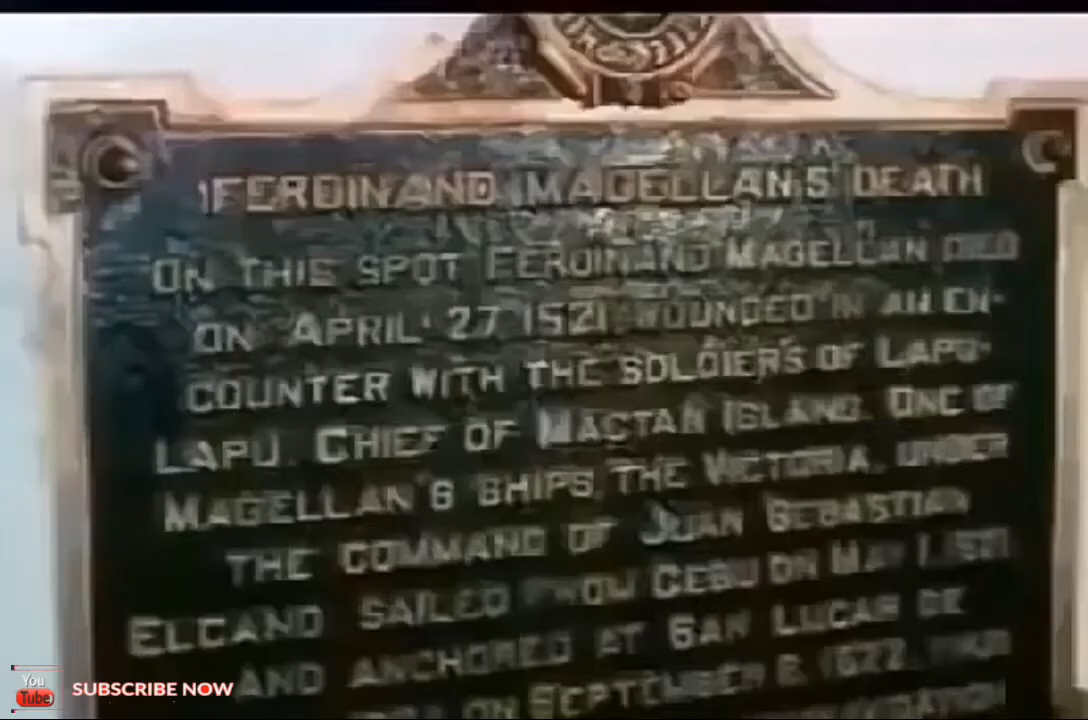 FERDINAND MAGELLAN'S DEATH
ON THIS SPOT FERDINAND MAGELLAN DIED
ON APRIL 27 1521 WOUNDED IN AN EN-
COUNTER WITH THE SOLDIERS OF LAPU-
LAPU, CHIEF OF MACTAN ISLAND. ONE OF
MAGELLAN'S SHIPS, THE VICTORIA, UNDER
THE COMMAND OF JUAN SEBASTIAN
ELCANO SAILED FROM CEBU ON MAY 1, 1521
AND ANCHORED AT SAN LUCAR DE
ON SEPTEMBER 1522
You
Tube
SUBSCRIBE NOW